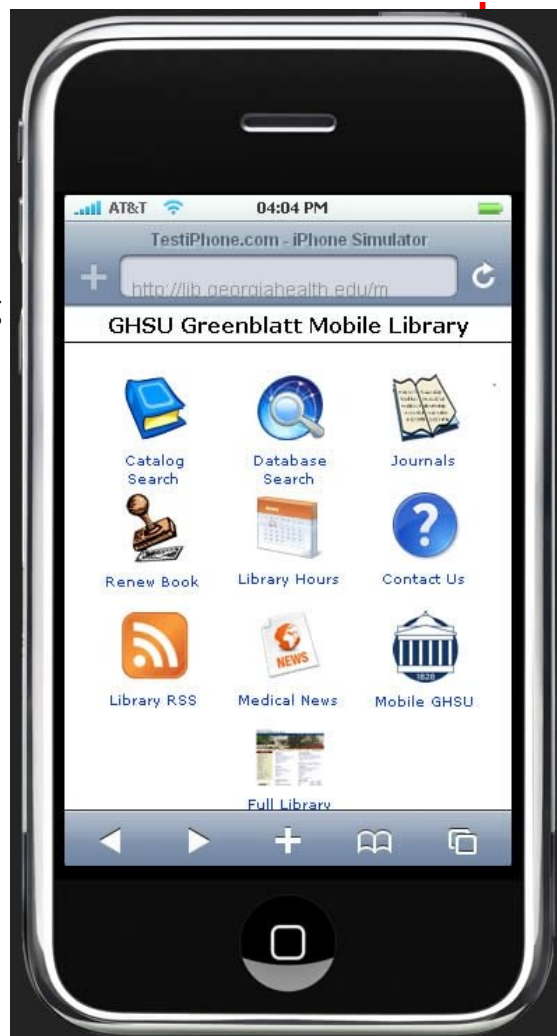 AT&T 04:04 PM
TestiPhone.com - iPhone Simulator
http://lib.georgiahealth.edu/m
GHSU Greenblatt Mobile Library
Catalog Search
Database Search
Journals
Renew Book
Library Hours
Contact Us
NEWS
1828
Library RSS
Medical News
Mobile GHSU
Full Library